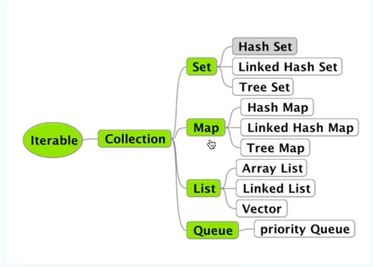 Iterable
Collection
Set
Hash Set
Linked Hash Set
Tree Set
Map
Hash Map
Linked Hash Map
Tree Map
List
Array List
Linked List
Vector
Queue
priority Queue